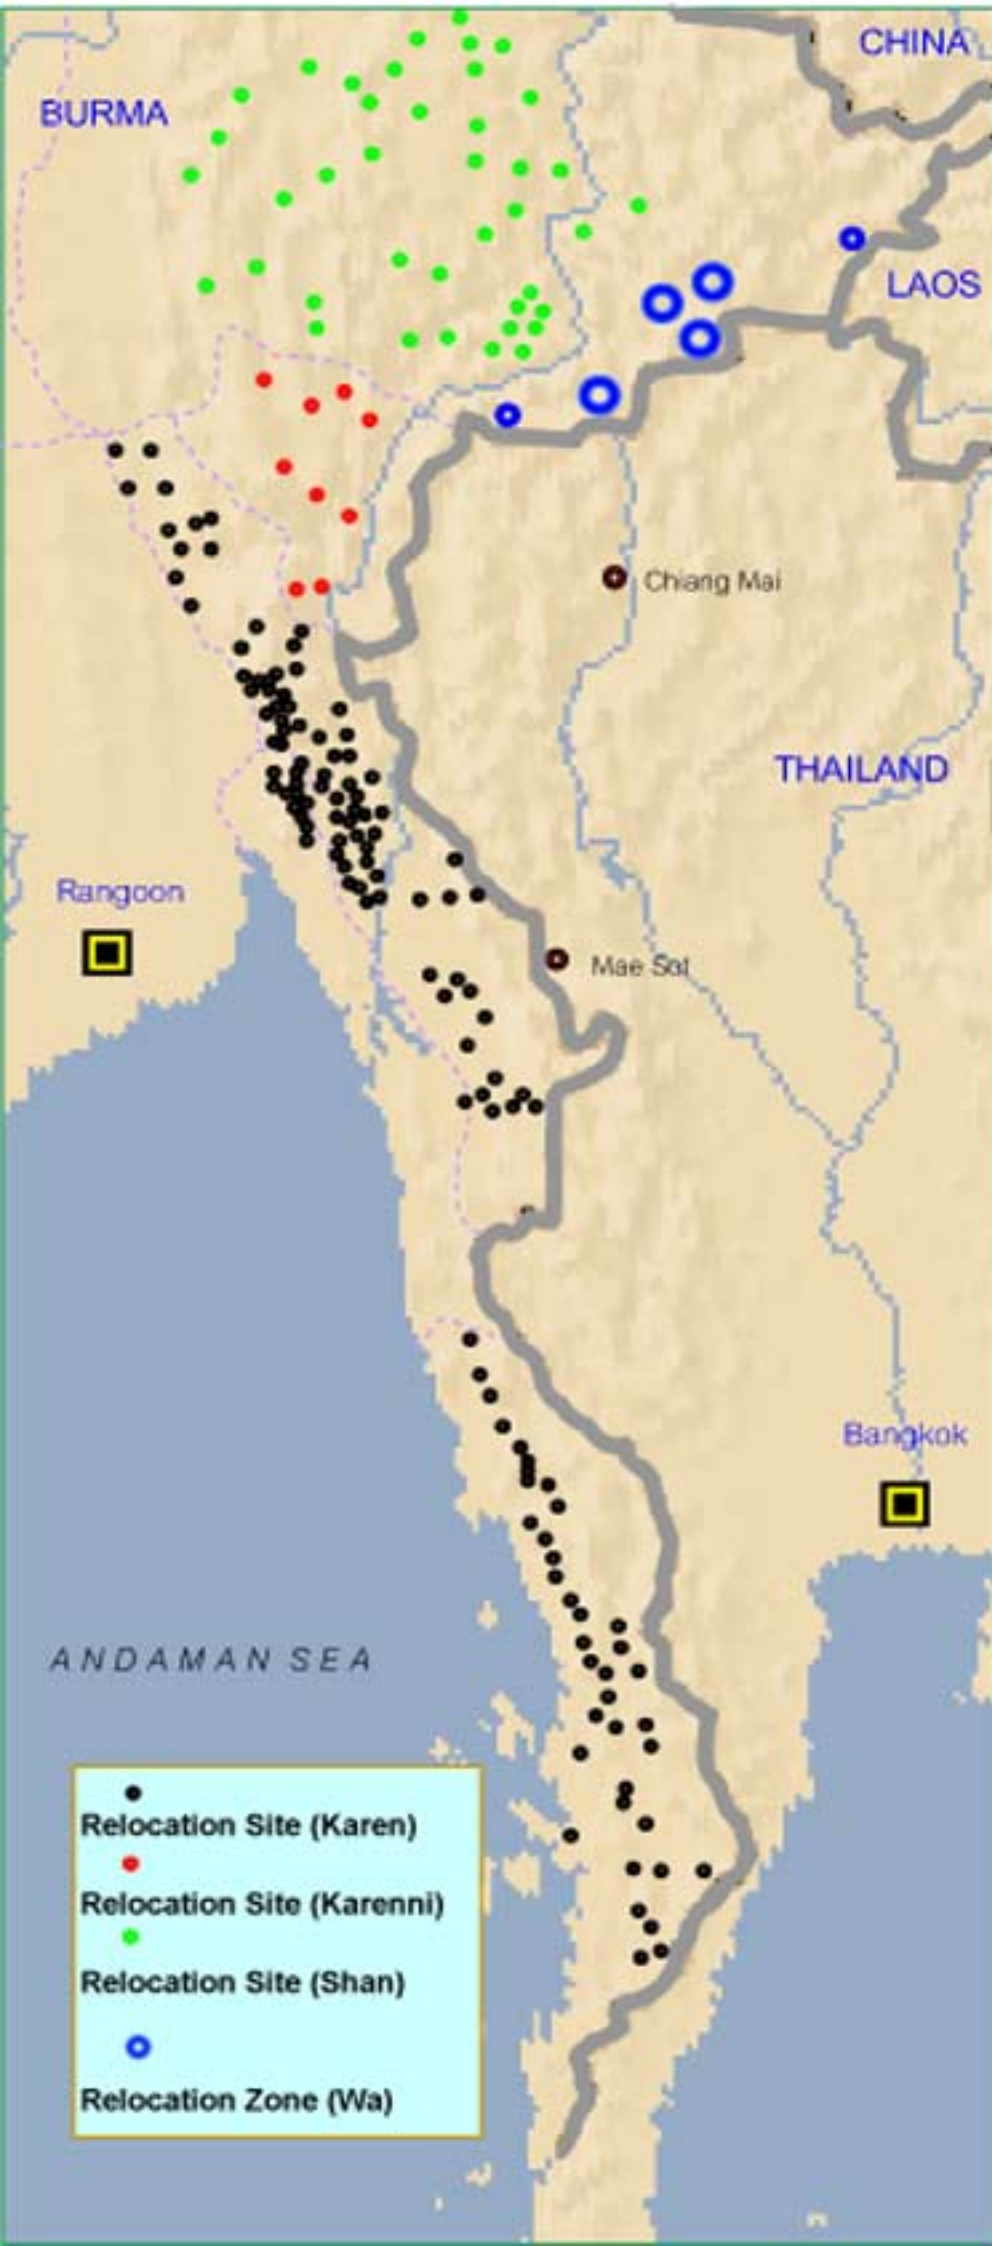 CHINA
BURMA
LAOS
Chiang Mai
THAILAND
Rangoon
Mae Sot
Bangkok
ANDAMAN SEA
Relocation Site (Karen)
Relocation Site (Karenni)
Relocation Site (Shan)
Relocation Zone (Wa)